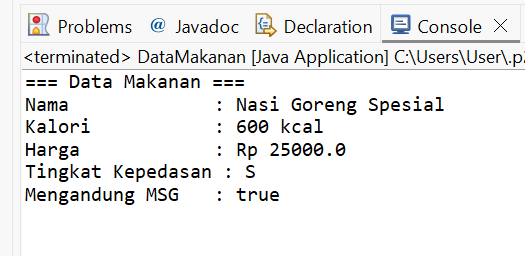 Problems @ Javadoc Declaration Console
<terminated> DataMakanan [Java Application] C:\Users\User\.p
=== Data Makanan ===
Nama : Nasi Goreng Spesial
Kalori : 600 kcal
Harga : Rp 25000.0
Tingkat Kepedasan : S
Mengandung MSG : true